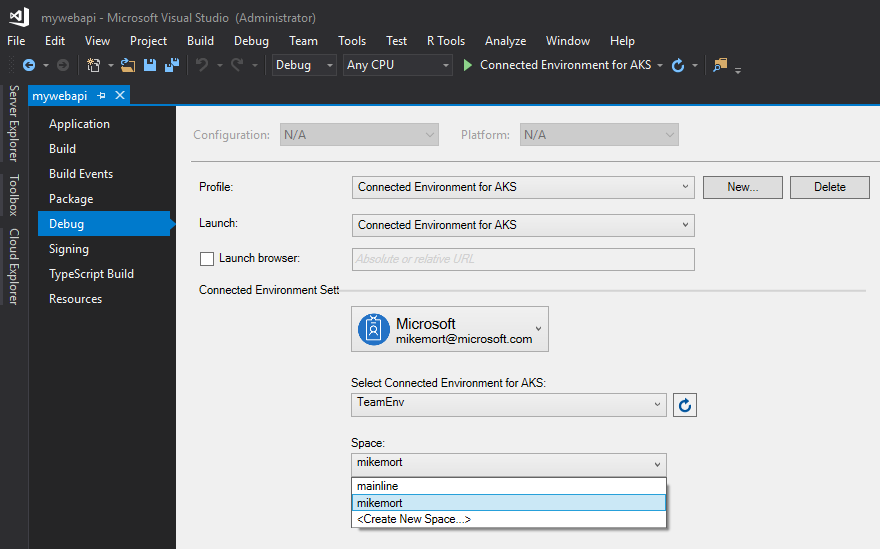 mywebapi - Microsoft Visual Studio (Administrator)
File Edit View Project Build Debug Team Tools Test R Tools Analyze Window Help
Debug Any CPU Connected Environment for AKS
Server Explorer
Toolbox
Cloud Explorer
mywebapi
Application
Build
Build Events
Package
Debug
Signing
TypeScript Build
Resources
Configuration: N/A Platform: N/A
Profile: Connected Environment for AKS New... Delete
Launch: Connected Environment for AKS
Launch browser: Absolute or relative URL
Connected Environment Sett
Microsoft
mikemort@microsoft.com
Select Connected Environment for AKS:
TeamEnv
Space:
mikemort
mainline
mikemort
<Create New Space...>